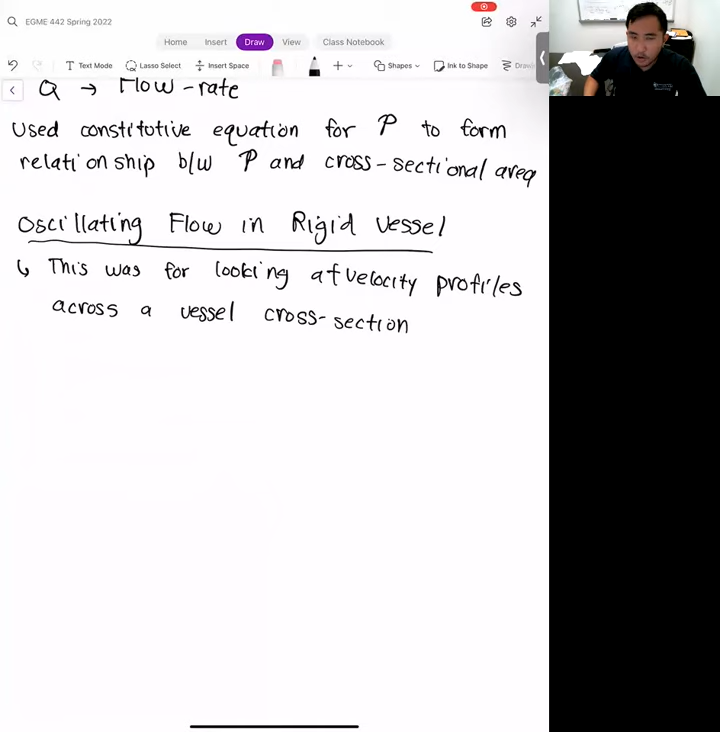 EGME 442 Spring 2022
Home Insert Draw View Class Notebook
T Text Mode Lasso Select Insert Space Shapes Ink to Shape Draw
Q → Flow-rate
Used constitutive equation for P to form
relationship b/w P and cross-sectional area
Oscillating Flow in Rigid Vessel
↳ This was for looking at velocity profiles
across a vessel cross-section